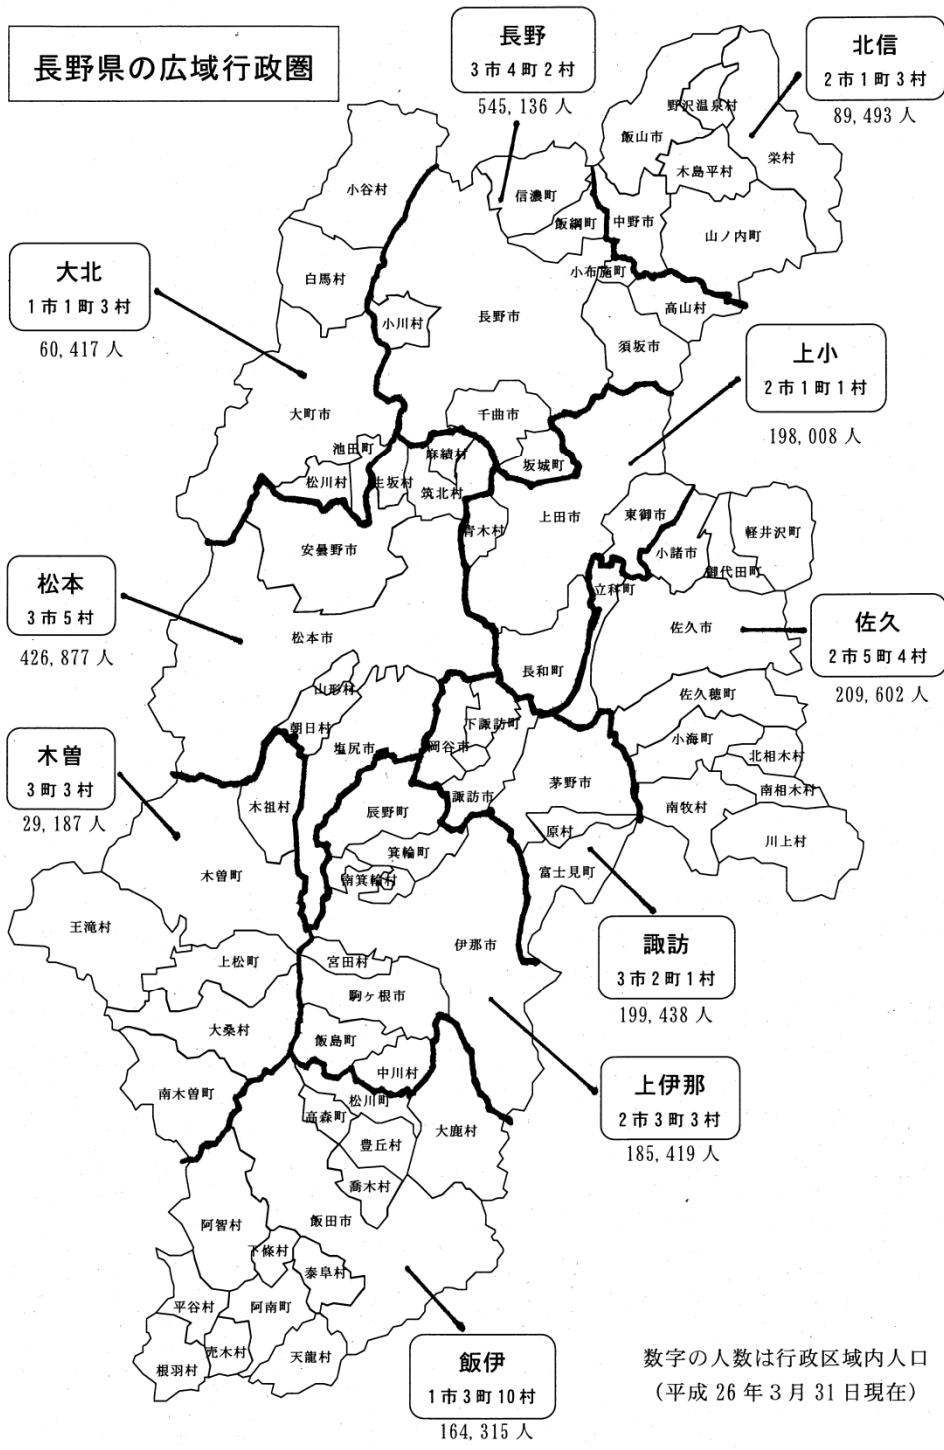 長野県の広域行政圏
長野
3市4町2村
545,136人
北信
2市1町3村
89,493人
野沢温泉村
飯山市
栄村
木島平村
小谷村
信濃町
飯綱町
中野市
山ノ内町
小布施町
白馬村
高山村
大北
1市1町3村
60,417人
小川村
長野市
須坂市
上小
2市1町1村
198,008人
大町市
千曲市
池田町
麻績村
坂城町
松川村
生坂村
筑北村
青木村
上田市
東御市
軽井沢町
安曇野市
小諸市
御代田町
立科町
松本
3市5村
426,877人
松本市
佐久市
佐久
2市5町4村
209,602人
長和町
山形村
佐久穂町
朝日村
下諏訪町
塩尻市
岡谷市
小海町
北相木村
木曽
3町3村
29,187人
茅野市
南相木村
木祖村
諏訪市
辰野町
南牧村
原村
川上村
箕輪町
富士見町
木曽町
南箕輪村
王滝村
伊那市
諏訪
3市2町1村
199,438人
上松町
宮田村
駒ヶ根市
大桑村
飯島町
中川村
上伊那
2市3町3村
185,419人
南木曽町
松川町
高森町
大鹿村
豊丘村
喬木村
飯田市
阿智村
下條村
泰阜村
平谷村
阿南町
売木村
天龍村
根羽村
飯伊
1市3町10村
164,315人
数字の人数は行政区域内人口
（平成26年3月31日現在）